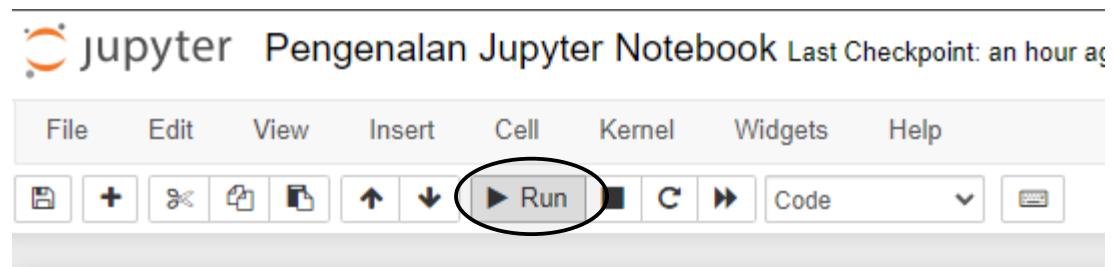 jupyter Pengenalan Jupyter Notebook Last Checkpoint: an hour ag
File Edit View Insert Cell Kernel Widgets Help
Run Code